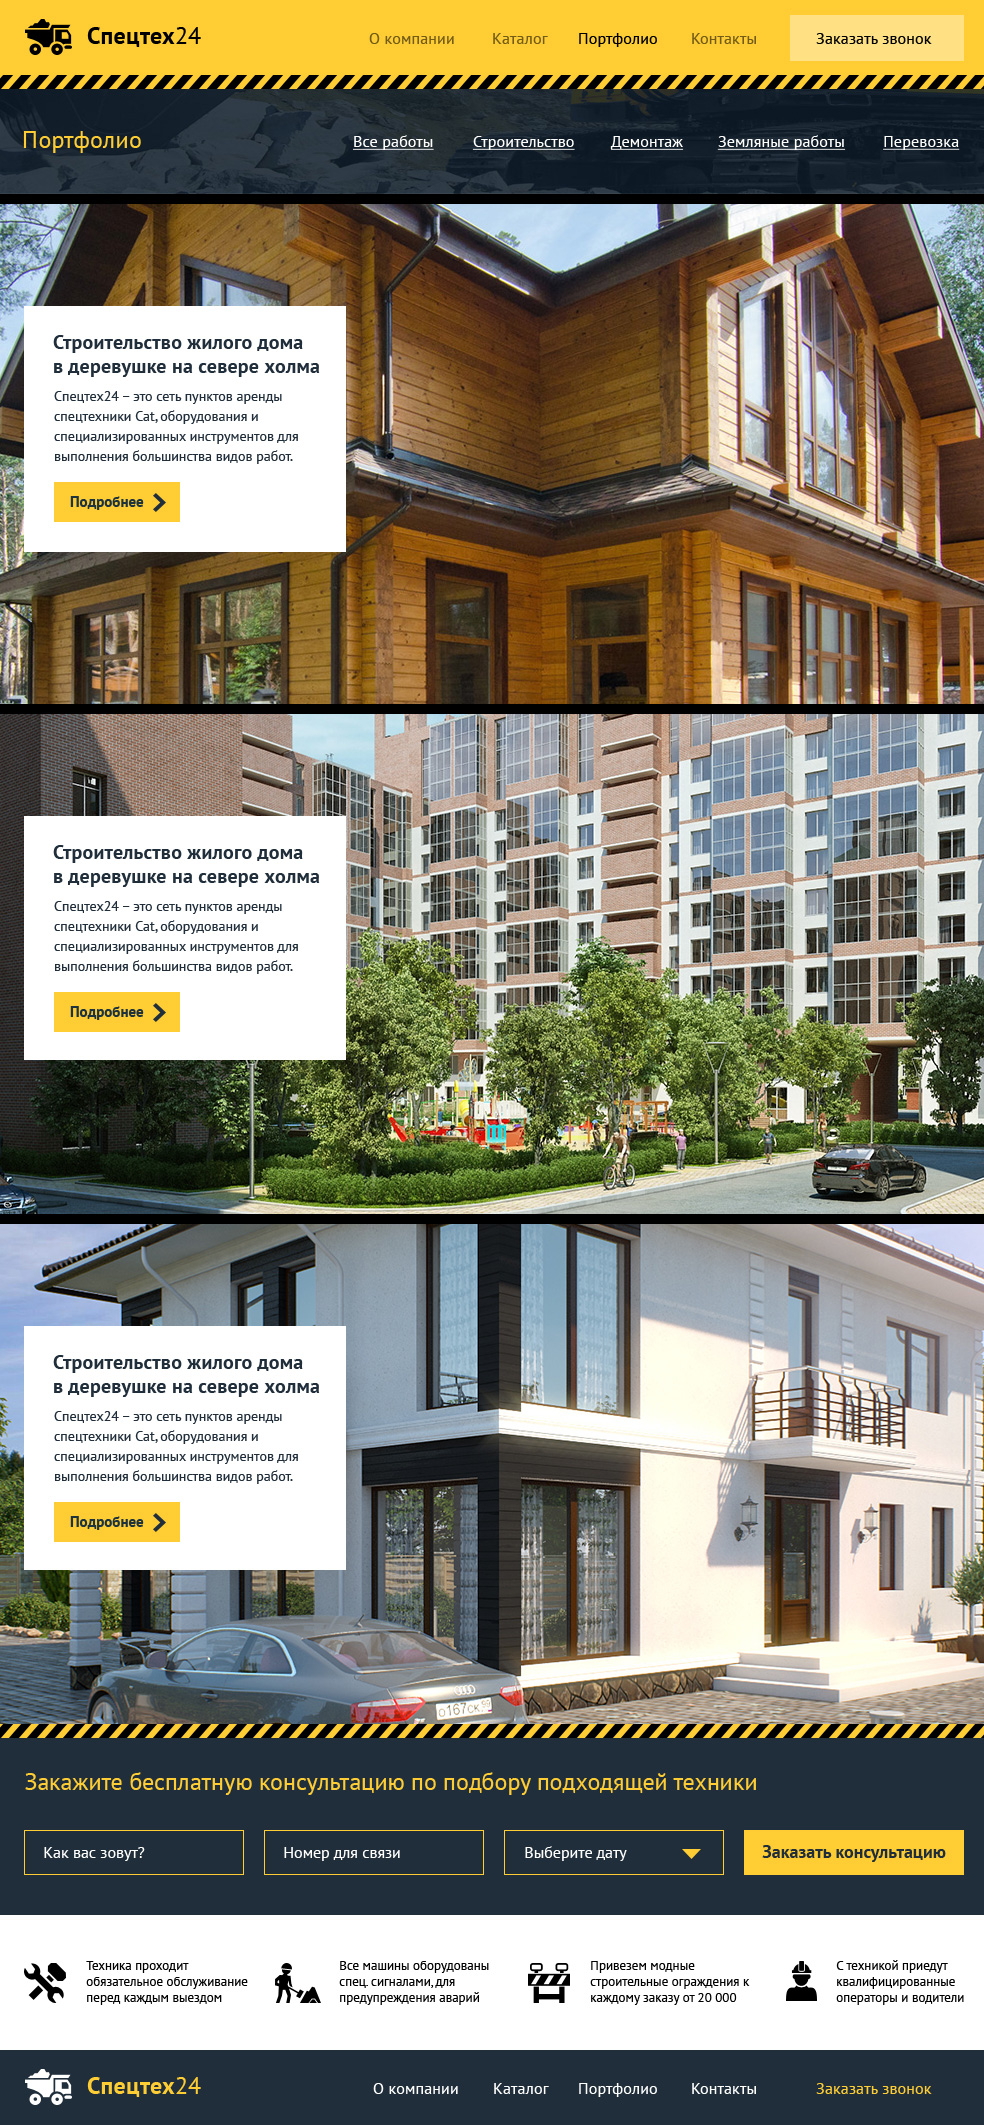 Спецтех24
О компании Каталог Портфолио Контакты Заказать звонок
Портфолио
Все работы Строительство Демонтаж Земляные работы Перевозка
Строительство жилого дома
в деревушке на севере холма
Спецтех24 – это сеть пунктов аренды
спецтехники Cat, оборудования и
специализированных инструментов для
выполнения большинства видов работ.
Подробнее
Строительство жилого дома
в деревушке на севере холма
Спецтех24 – это сеть пунктов аренды
спецтехники Cat, оборудования и
специализированных инструментов для
выполнения большинства видов работ.
Подробнее
Строительство жилого дома
в деревушке на севере холма
Спецтех24 – это сеть пунктов аренды
спецтехники Cat, оборудования и
специализированных инструментов для
выполнения большинства видов работ.
Подробнее
о167ск
Закажите бесплатную консультацию по подбору подходящей техники
Как вас зовут? Номер для связи Выберите дату Заказать консультацию
Техника проходит
обязательное обслуживание
перед каждым выездом
Все машины оборудованы
спец. сигналами, для
предупреждения аварий
Привезем модные
строительные ограждения к
каждому заказу от 20 000
С техникой приедут
квалифицированные
операторы и водители
Спецтех24
О компании Каталог Портфолио Контакты Заказать звонок